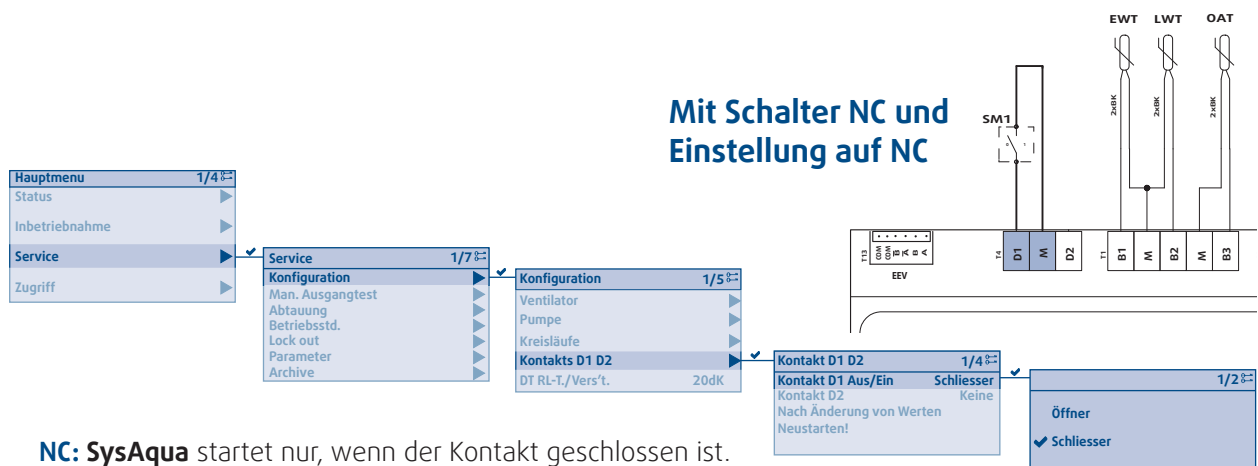 EWT LWT OAT
2xBK
2xBK
2xBK
Mit Schalter NC und
Einstellung auf NC
SM1
0 1
T13
EEV
T4
D1
M
D2
T1
B1
M
B2
M
B3
Hauptmenu 1/4
Status
Inbetriebnahme
Service
Zugriff
Service 1/7
Konfiguration
Man. Ausgangtest
Abtauung
Betriebsstd.
Lock out
Parameter
Archive
Konfiguration 1/5
Ventilator
Pumpe
Kreisläufe
Kontakts D1 D2
DT RL-T./Vers't. 20dK
Kontakt D1 D2 1/4
Kontakt D1 Aus/Ein Schliesser
Kontakt D2 Keine
Nach Änderung von Werten
Neustarten!
1/2
Öffner
Schliesser
NC: SysAqua startet nur, wenn der Kontakt geschlossen ist.